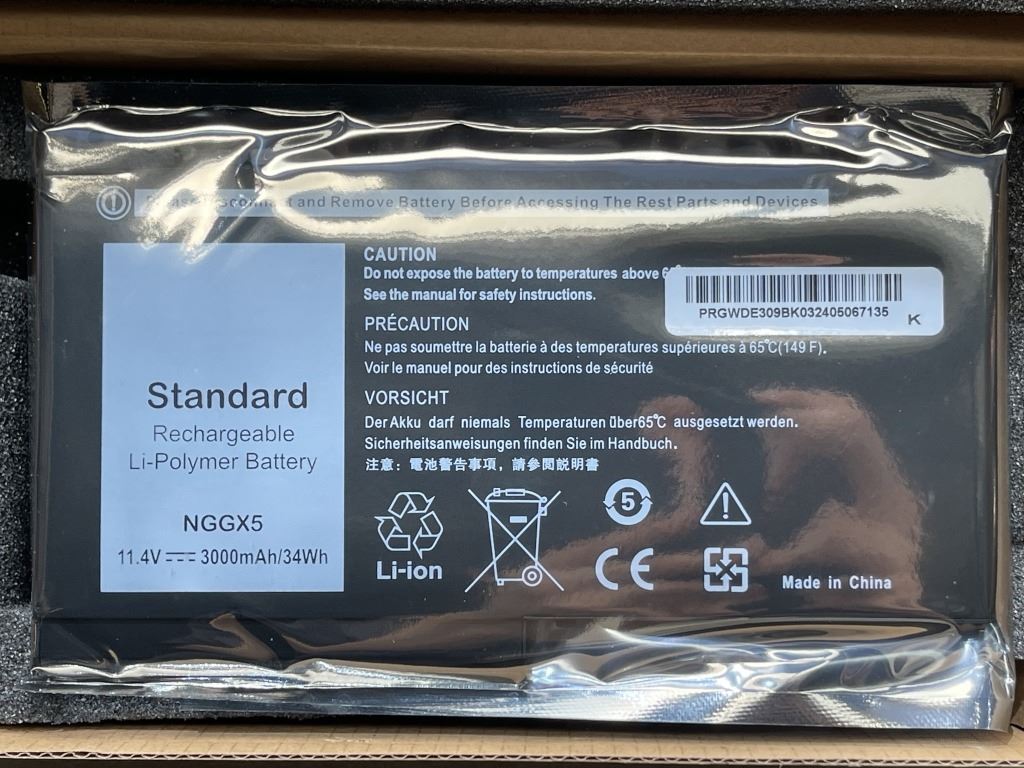 and Remove Battery Before Accessing The Rest Parts and Devices
CAUTION
Do not expose the battery to temperatures above
See the manual for safety instructions.
PRGWDE309BK032405067135
K
PRÉCAUTION
Ne pas soumettre la batterie à des temperatures supérieures à 65℃(149 F).
Voir le manuel pour des instructions de sécurité
VORSICHT
Der Akku darf niemals Temperaturen über65℃ ausgesetzt werden.
Sicherheitsanweisungen finden Sie im Handbuch.
注意：電池警告事項，請參閱説明書
Standard
Rechargeable
Li-Polymer Battery
NGGX5
11.4V⎓3000mAh/34Wh
Li-ion
5
CE
Made in China